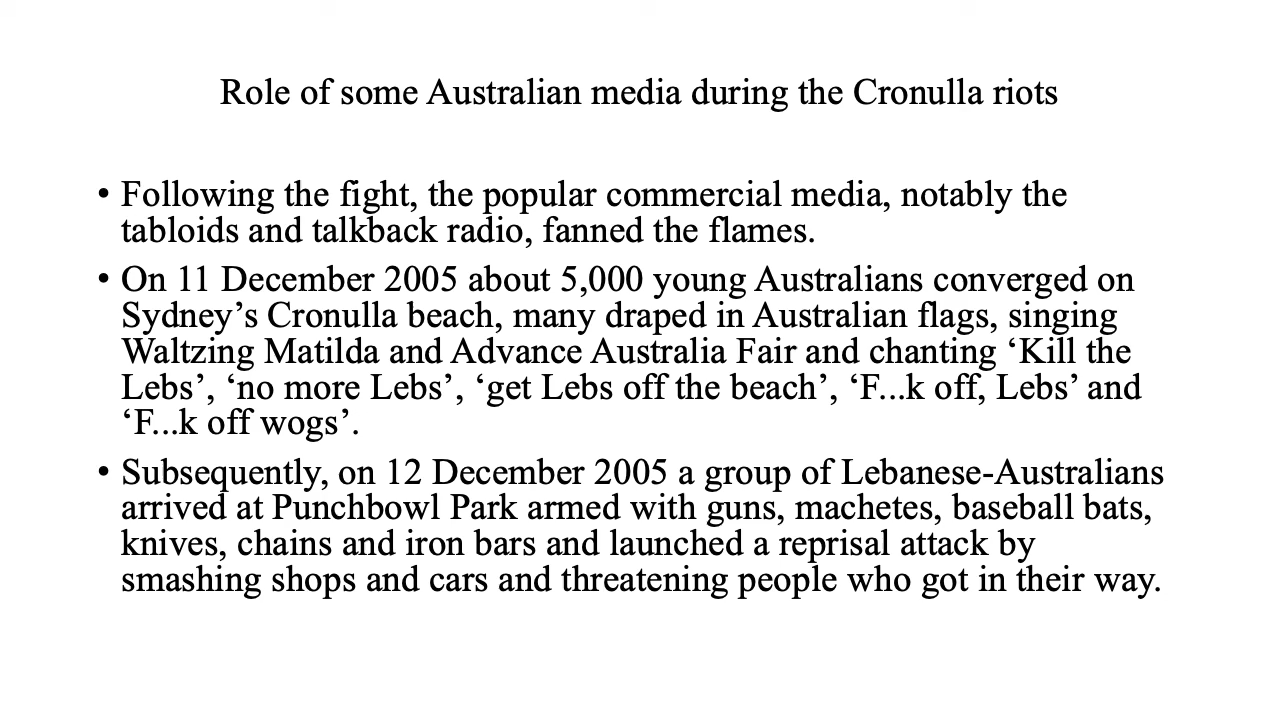 Role of some Australian media during the Cronulla riots
• Following the fight, the popular commercial media, notably the
tabloids and talkback radio, fanned the flames.
• On 11 December 2005 about 5,000 young Australians converged on
Sydney’s Cronulla beach, many draped in Australian flags, singing
Waltzing Matilda and Advance Australia Fair and chanting ‘Kill the
Lebs’, ‘no more Lebs’, ‘get Lebs off the beach’, ‘F...k off, Lebs’ and
‘F...k off wogs’.
• Subsequently, on 12 December 2005 a group of Lebanese-Australians
arrived at Punchbowl Park armed with guns, machetes, baseball bats,
knives, chains and iron bars and launched a reprisal attack by
smashing shops and cars and threatening people who got in their way.